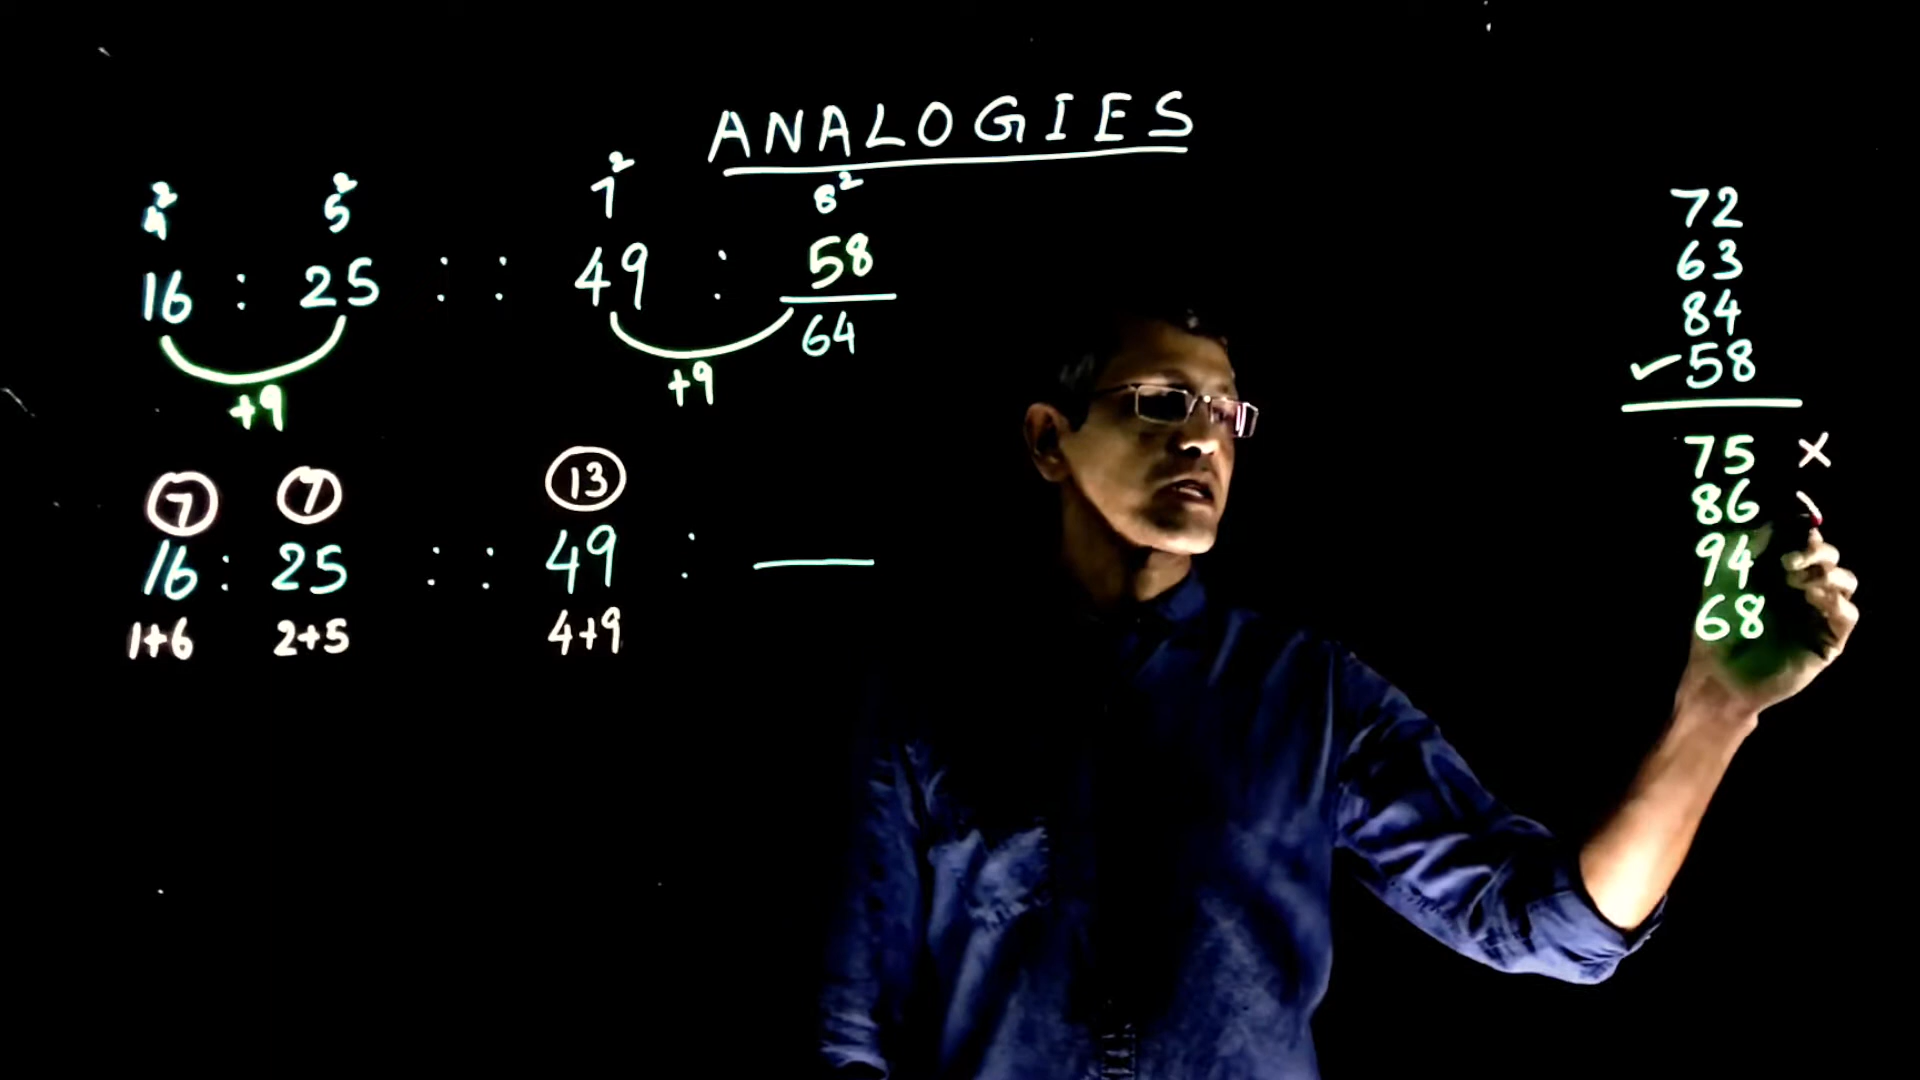 ANALOGIES
4² 5² 7² 8²
16 : 25 :: 49 : 58
64
+9 +9
7 7 13
16 : 25 :: 49 : __
1+6 2+5 4+9
72
63
84
✓58
75 ×
86
94
68